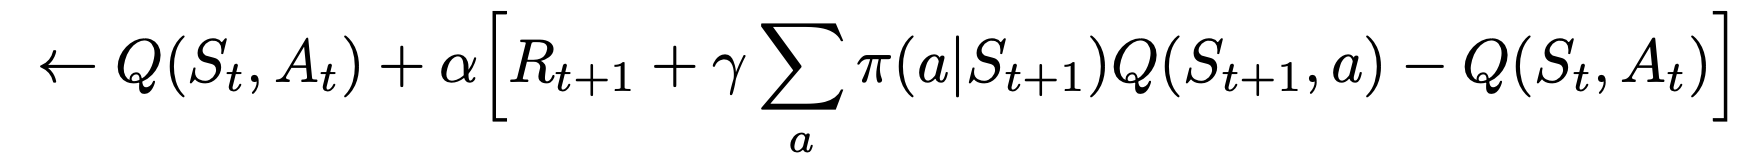 ← Q(S_t, A_t) + α[R_{t+1} + γ ∑_a π(a|S_{t+1})Q(S_{t+1}, a) − Q(S_t, A_t)]